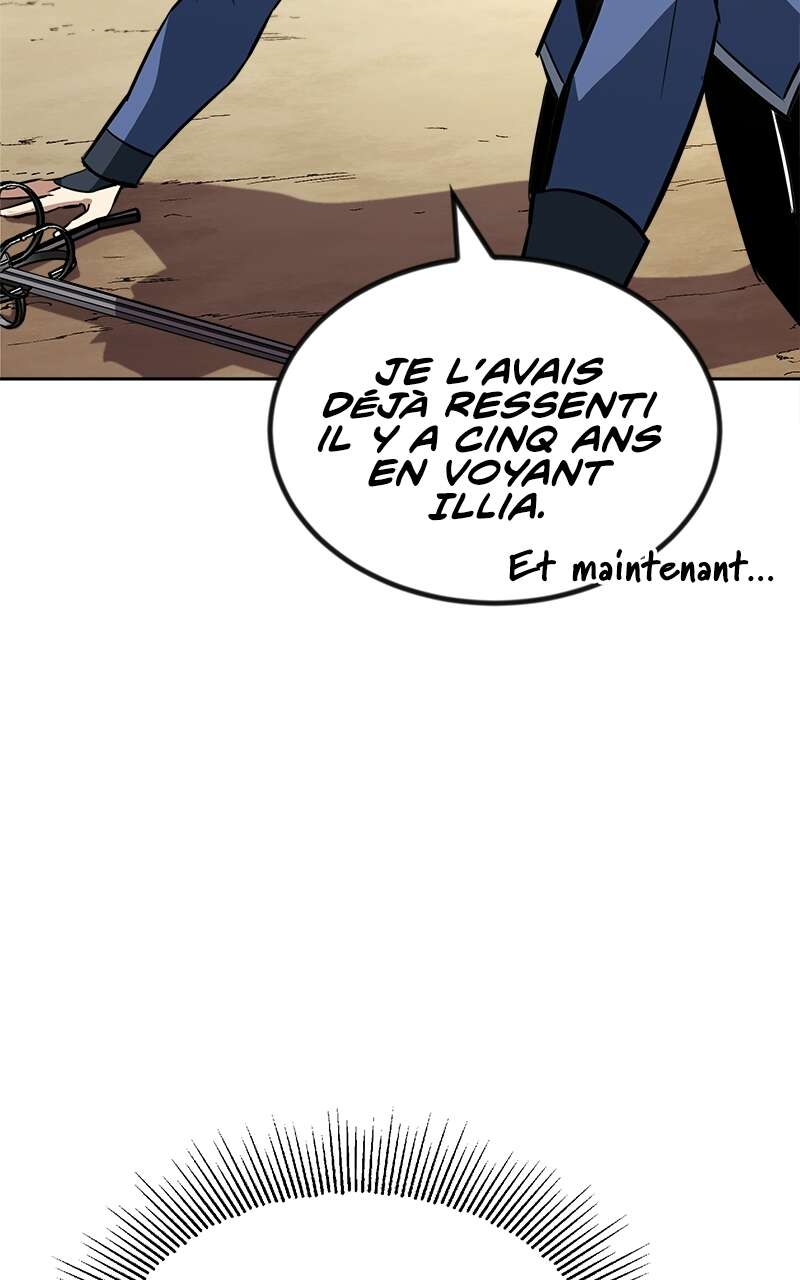 JE L'AVAIS
DÉJÀ RESSENTI
IL Y A CINQ ANS
EN VOYANT
ILLIA.
Et maintenant...